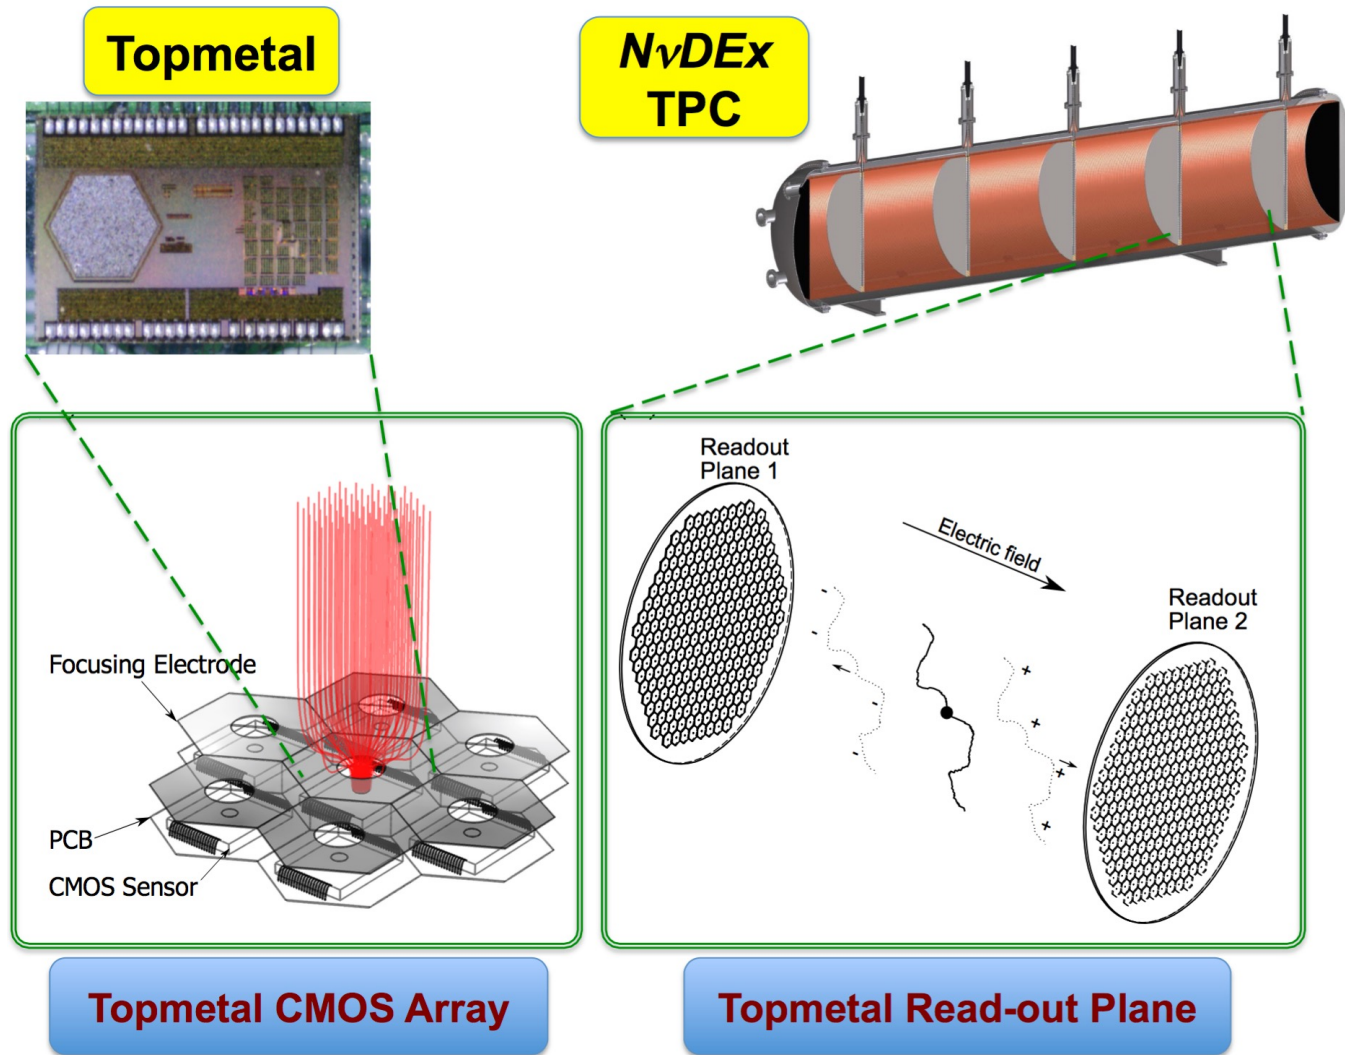 Topmetal
NνDEx
TPC
Readout
Plane 1
Electric field
Readout
Plane 2
Focusing Electrode
PCB
CMOS Sensor
Topmetal CMOS Array
Topmetal Read-out Plane